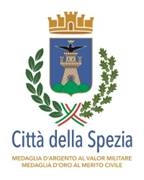 Città della Spezia
MEDAGLIA D'ARGENTO AL VALOR MILITARE
MEDAGLIA D'ORO AL MERITO CIVILE